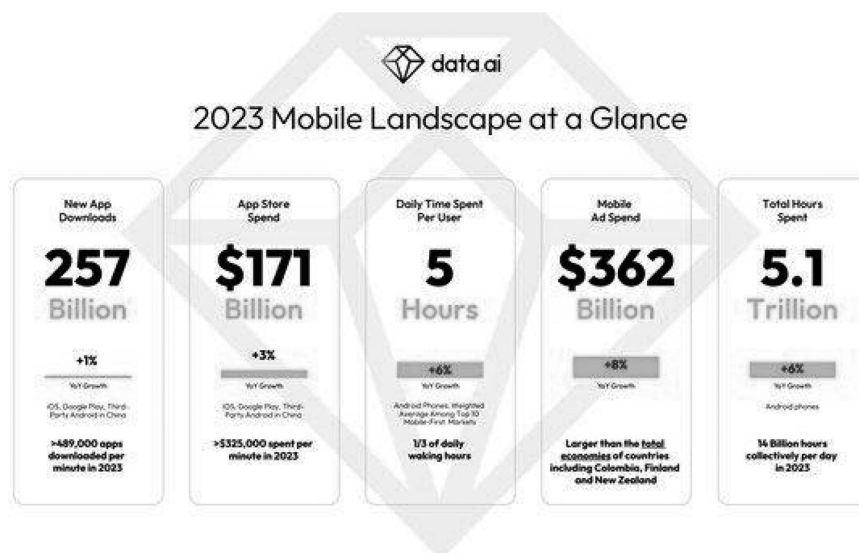 data.ai
2023 Mobile Landscape at a Glance
New App
Downloads
257
Billion
+1%
YoY Growth
iOS, Google Play, Third-
Party Android in China
>489,000 apps
downloaded per
minute in 2023
App Store
Spend
$171
Billion
+3%
YoY Growth
iOS, Google Play, Third-
Party Android in China
>$325,000 spent per
minute in 2023
Daily Time Spent
Per User
5
Hours
+6%
YoY Growth
Android Phones, Weighted
Average Among Top 10
Mobile-First Markets
1/3 of daily
waking hours
Mobile
Ad Spend
$362
Billion
+8%
YoY Growth
Larger than the total
economies of countries
including Colombia, Finland
and New Zealand
Total Hours
Spent
5.1
Trillion
+6%
YoY Growth
Android phones
14 Billion hours
collectively per day
in 2023